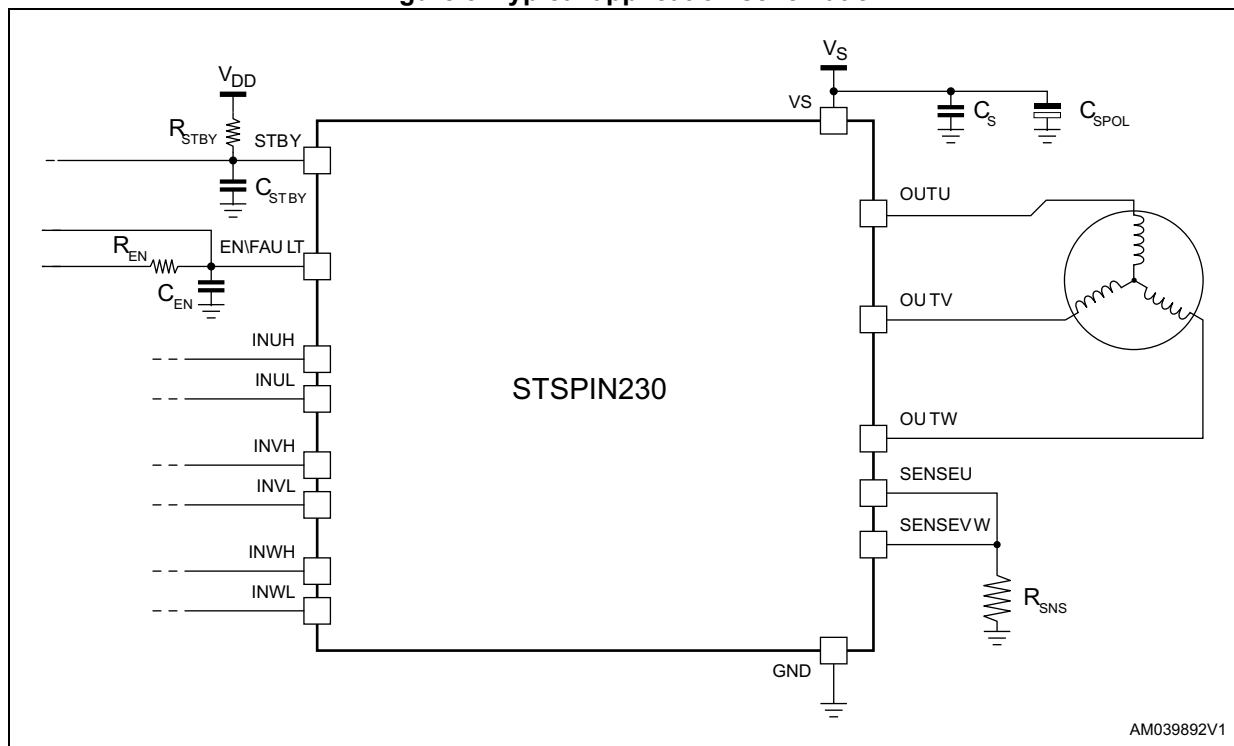 V_S
V_DD
VS
R_STBY
STBY
C_S
C_SPOL
C_STBY
OUTU
R_EN
EN\FAULT
C_EN
OUTV
INUH
INUL
STSPIN230
OUTW
INVH
SENSEU
INVL
SENSEVW
INWH
INWL
R_SNS
GND
AM039892V1